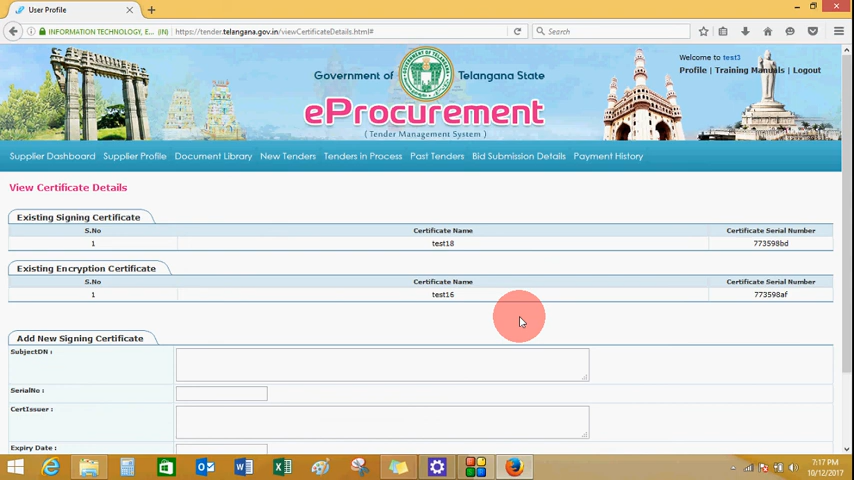 User Profile
INFORMATION TECHNOLOGY, E... (IN)
https://tender.telangana.gov.in/viewCertificateDetails.html#
Search
Government of Telangana State
eProcurement
( Tender Management System )
Welcome to test3
Profile | Training Manuals | Logout
Supplier Dashboard Supplier Profile Document Library New Tenders Tenders in Process Past Tenders Bid Submission Details Payment History
View Certificate Details
Existing Signing Certificate
S.No Certificate Name Certificate Serial Number
1 test18 773598bd
Existing Encryption Certificate
S.No Certificate Name Certificate Serial Number
1 test16 773598af
Add New Signing Certificate
SubjectDN :
SerialNo :
CertIssuer :
Expiry Date :
7:17 PM
10/12/2017